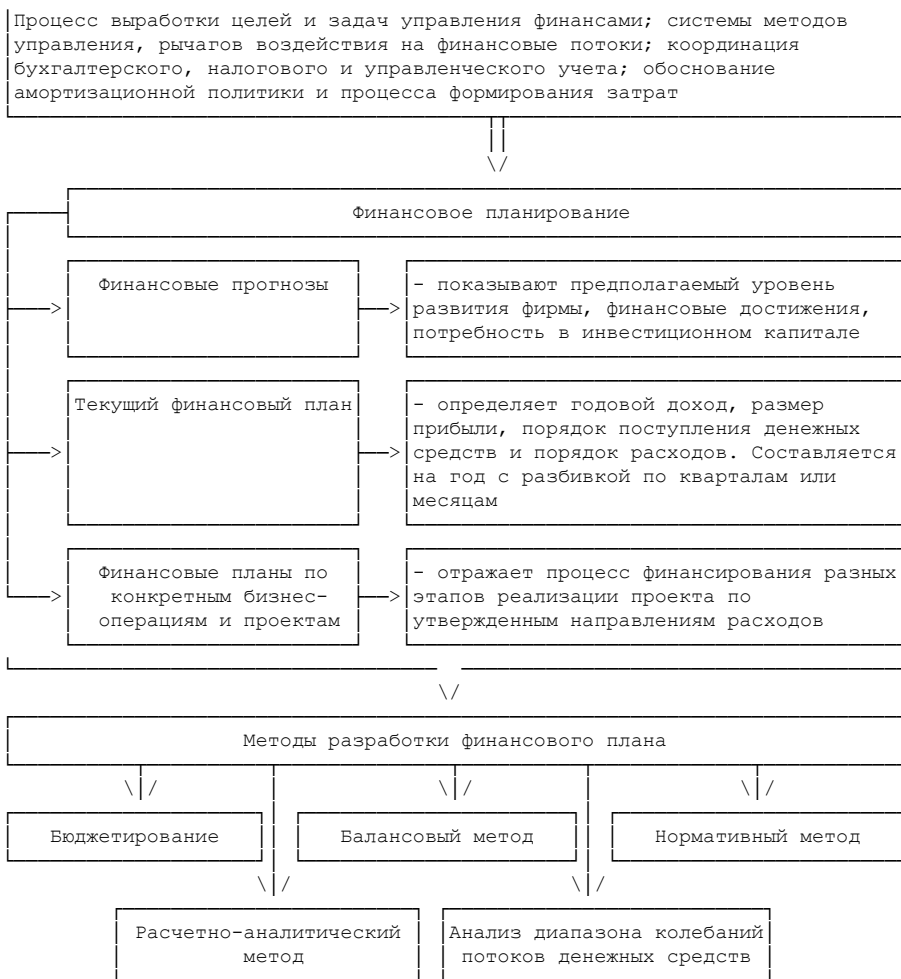 Процесс выработки целей и задач управления финансами; системы методов
управления, рычагов воздействия на финансовые потоки; координация
бухгалтерского, налогового и управленческого учета; обоснование
амортизационной политики и процесса формирования затрат
Финансовое планирование
Финансовые прогнозы
- показывают предполагаемый уровень
развития фирмы, финансовые достижения,
потребность в инвестиционном капитале
Текущий финансовый план
- определяет годовой доход, размер
прибыли, порядок поступления денежных
средств и порядок расходов. Составляется
на год с разбивкой по кварталам или
месяцам
Финансовые планы по
конкретным бизнес-
операциям и проектам
- отражает процесс финансирования разных
этапов реализации проекта по
утвержденным направлениям расходов
Методы разработки финансового плана
Бюджетирование
Балансовый метод
Нормативный метод
Расчетно-аналитический
метод
Анализ диапазона колебаний
потоков денежных средств